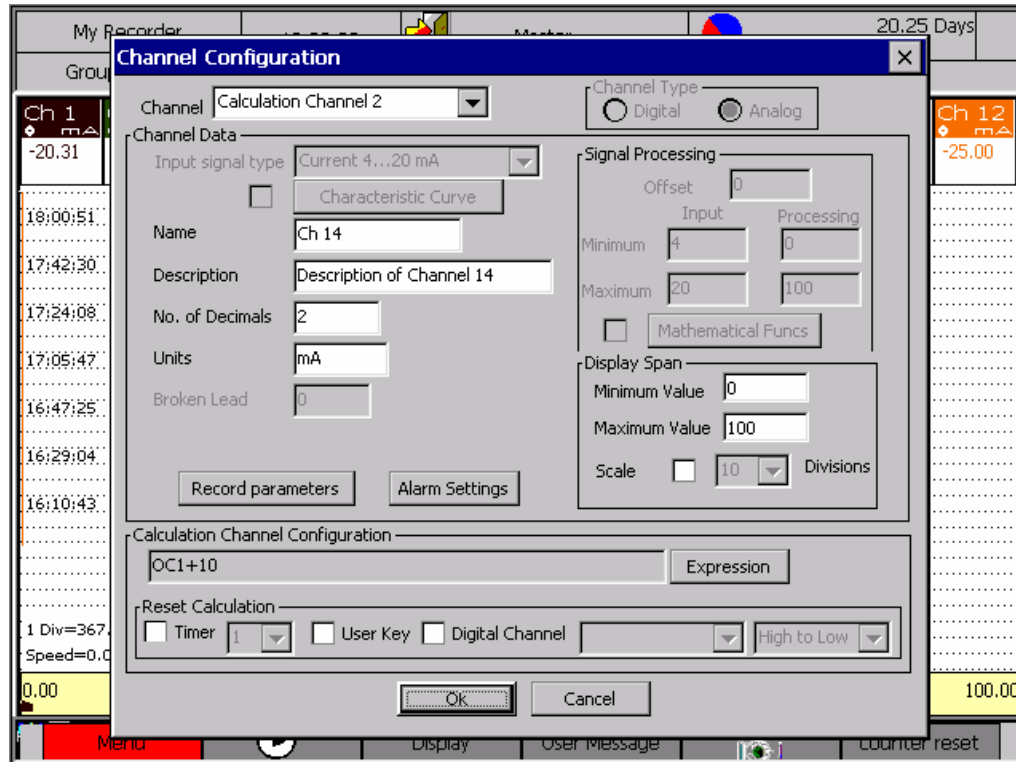 My Recorder
20.25 Days
Channel Configuration
Group
Channel
Calculation Channel 2
Channel Type
Digital
Analog
Ch 1
mA
-20.31
Ch 12
mA
-25.00
Channel Data
Input signal type
Current 4...20 mA
Characteristic Curve
Name
Ch 14
Description
Description of Channel 14
No. of Decimals
2
Units
mA
Broken Lead
0
Record parameters
Alarm Settings
Signal Processing
Offset
0
Input
Processing
Minimum
4
0
Maximum
20
100
Mathematical Funcs
Display Span
Minimum Value
0
Maximum Value
100
Scale
10
Divisions
18:00:51
17:42:30
17:24:08
17:05:47
16:47:25
16:29:04
16:10:43
Calculation Channel Configuration
OC1+10
Expression
Reset Calculation
Timer
1
User Key
Digital Channel
High to Low
1 Div=367.
Speed=0.0
0.00
100.00
Ok
Cancel
Menu
Display
User Message
Counter reset